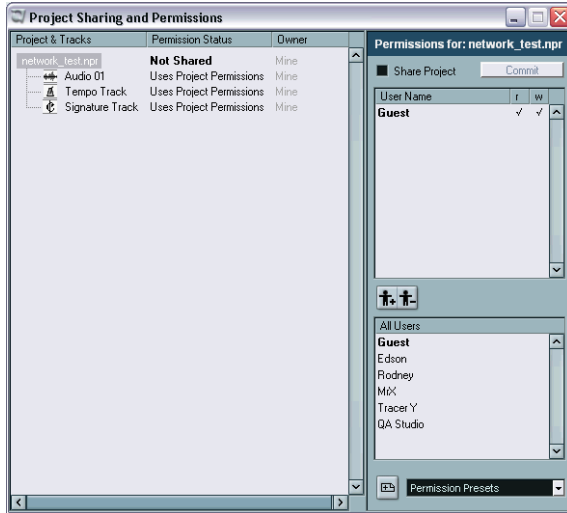 Project Sharing and Permissions
Project & Tracks Permission Status Owner
network_test.npr Not Shared Mine
Audio 01 Uses Project Permissions Mine
Tempo Track Uses Project Permissions Mine
Signature Track Uses Project Permissions Mine
Permissions for: network_test.npr
Share Project Commit
User Name r w
Guest √ √
All Users
Guest
Edson
Rodney
MrX
Tracer Y
QA Studio
Permission Presets